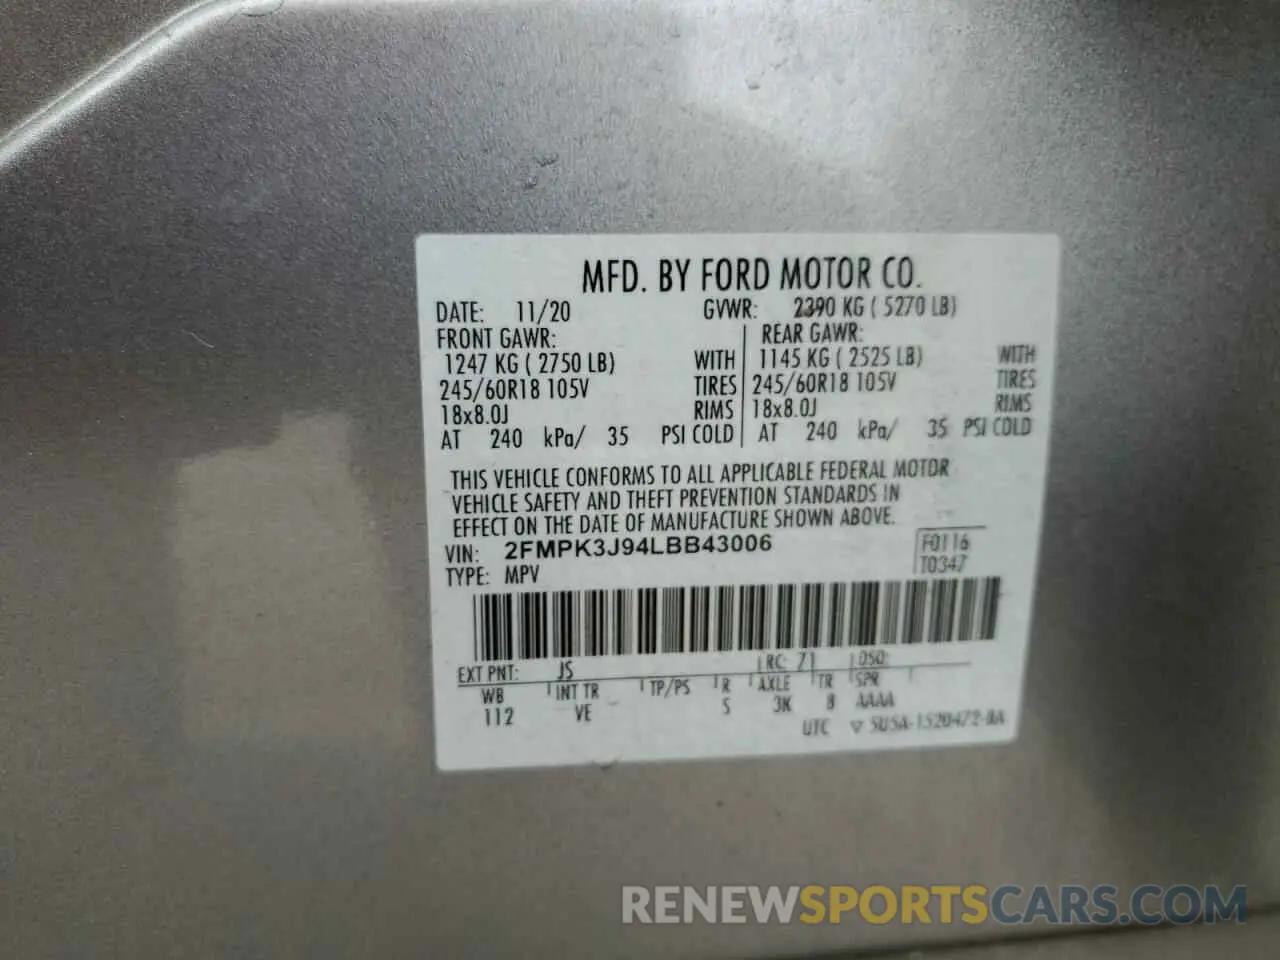 MFD. BY FORD MOTOR CO.
DATE: 11/20 GVWR: 2390 KG ( 5270 LB)
FRONT GAWR: REAR GAWR:
1247 KG ( 2750 LB) WITH 1145 KG ( 2525 LB) WITH
245/60R18 105V TIRES 245/60R18 105V TIRES
18x8.0J RIMS 18x8.0J RIMS
AT 240 kPa/ 35 PSI COLD AT 240 kPa/ 35 PSI COLD
THIS VEHICLE CONFORMS TO ALL APPLICABLE FEDERAL MOTOR
VEHICLE SAFETY AND THEFT PREVENTION STANDARDS IN
EFFECT ON THE DATE OF MANUFACTURE SHOWN ABOVE.
VIN: 2FMPK3J94LBB43006 F0116
TYPE: MPV T0347
EXT PNT: JS RC: 71 DSO:
WB INT TR TP/PS R AXLE TR SPR
112 VE S 3K 8 AAAA
UTC ▽ 5U5A-1520472-BA
RENEWSPORTSCARS.COM